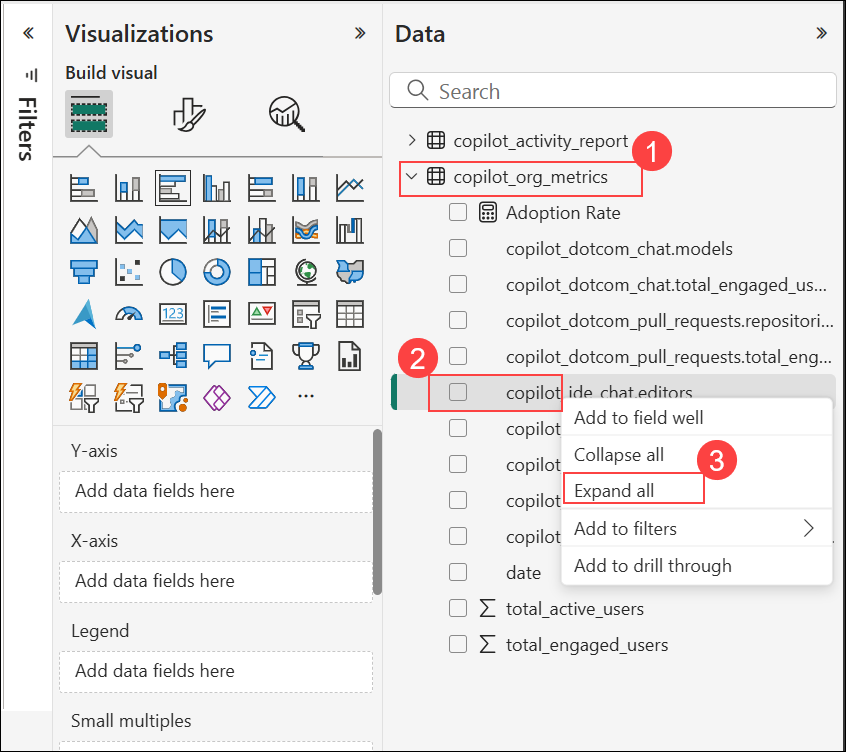 Filters
Visualizations
Build visual
123
Y-axis
Add data fields here
X-axis
Add data fields here
Legend
Add data fields here
Small multiples
Data
Search
copilot_activity_report
1
copilot_org_metrics
Adoption Rate
copilot_dotcom_chat.models
copilot_dotcom_chat.total_engaged_us...
copilot_dotcom_pull_requests.repositori...
2
copilot_dotcom_pull_requests.total_eng...
copilot_ide_chat.editors
Add to field well
copilot
Collapse all
3
copilot
Expand all
copilot
Add to filters
copilot
Add to drill through
date
Σ total_active_users
Σ total_engaged_users